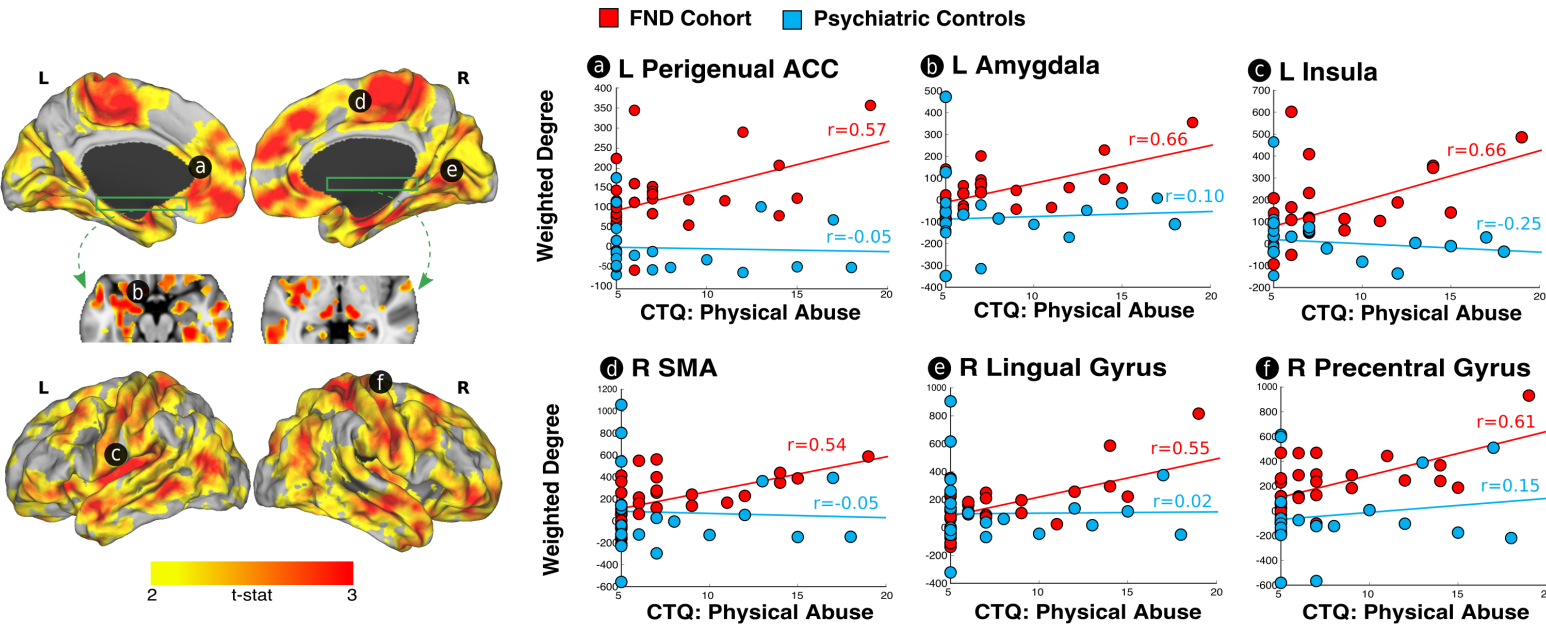 FND Cohort Psychiatric Controls
L R
a
d
e
b
L R
f
c
2 t-stat 3
a L Perigenual ACC
Weighted Degree
400
350
300
250
200
150
100
50
0
-50
-100
r=0.57
r=-0.05
5 10 15 20
CTQ: Physical Abuse
b L Amygdala
500
400
300
200
100
0
-100
-200
-300
-400
r=0.66
r=0.10
5 10 15 20
CTQ: Physical Abuse
c L Insula
700
600
500
400
300
200
100
0
-100
-200
r=0.66
r=-0.25
5 10 15 20
CTQ: Physical Abuse
d R SMA
Weighted Degree
1200
1000
800
600
400
200
0
-200
-400
-600
r=0.54
r=-0.05
5 10 15 20
CTQ: Physical Abuse
e R Lingual Gyrus
1000
800
600
400
200
0
-200
-400
r=0.55
r=0.02
5 10 15 20
CTQ: Physical Abuse
f R Precentral Gyrus
1000
800
600
400
200
0
-200
-400
-600
r=0.61
r=0.15
5 10 15 2
CTQ: Physical Abuse